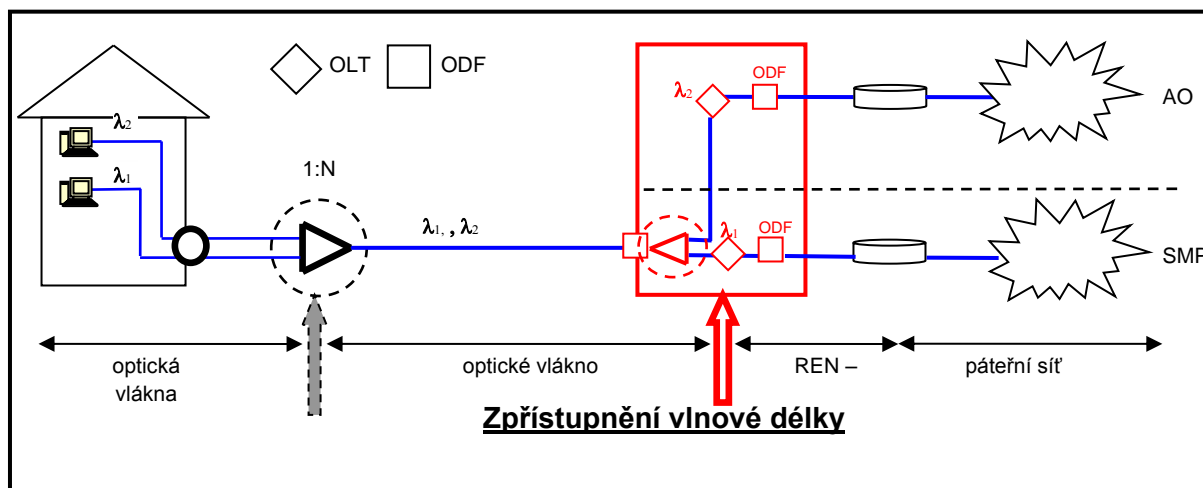 OLT
ODF
λ2
ODF
AO
λ2
λ1
1:N
λ1, , λ2
λ1
ODF
SMP
optická
vlákna
optické vlákno
REN –
páteřní síť
Zpřístupnění vlnové délky